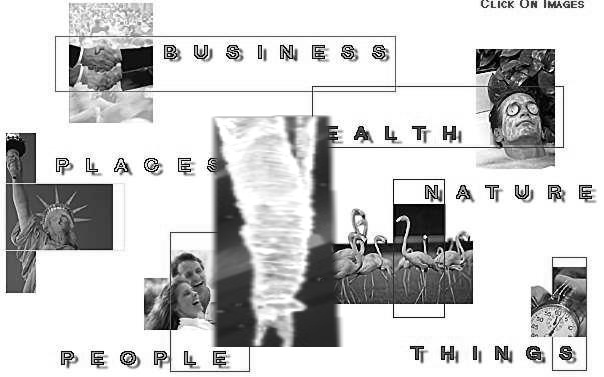 CLICK ON IMAGES
BUSINESS
EALTH
PLACES
NATURE
PEOPLE
THINGS